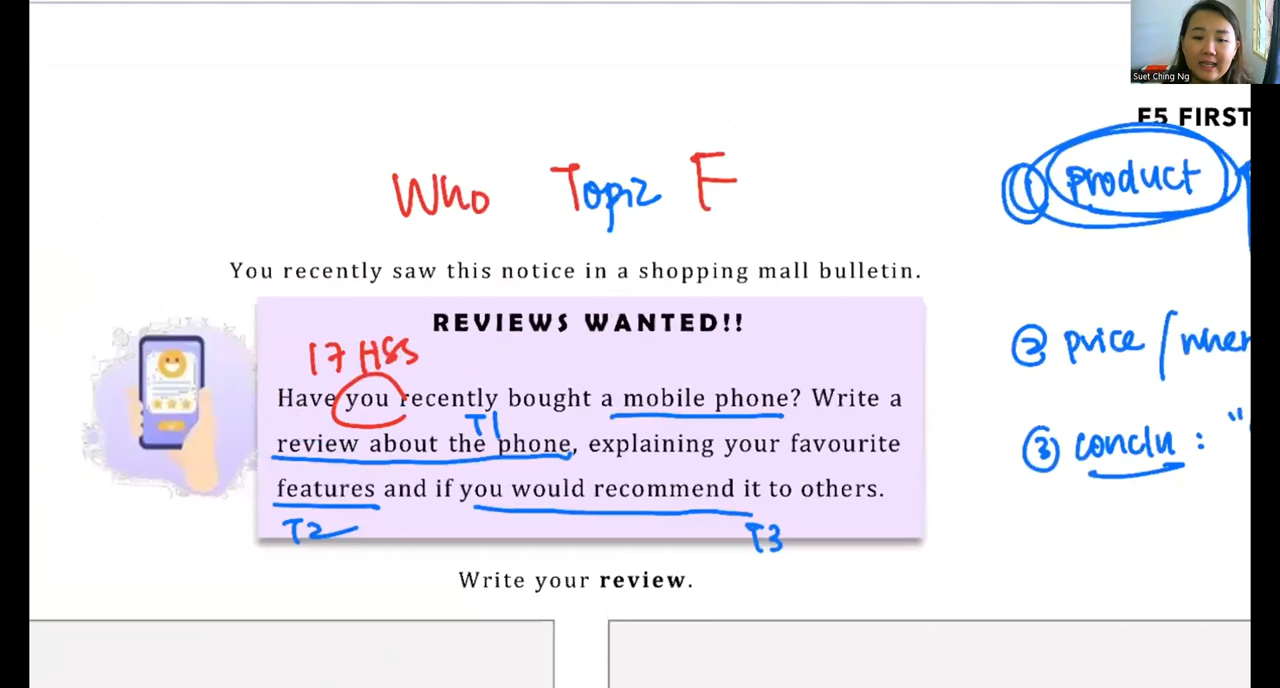 Suet Ching Ng
F5 FIRST
Who Topic F
① product
You recently saw this notice in a shopping mall bulletin.
REVIEWS WANTED!!
17 HSS
② price / wher
Have you recently bought a mobile phone? Write a
T1
review about the phone, explaining your favourite
③ conclu : "
features and if you would recommend it to others.
T2
T3
Write your review.